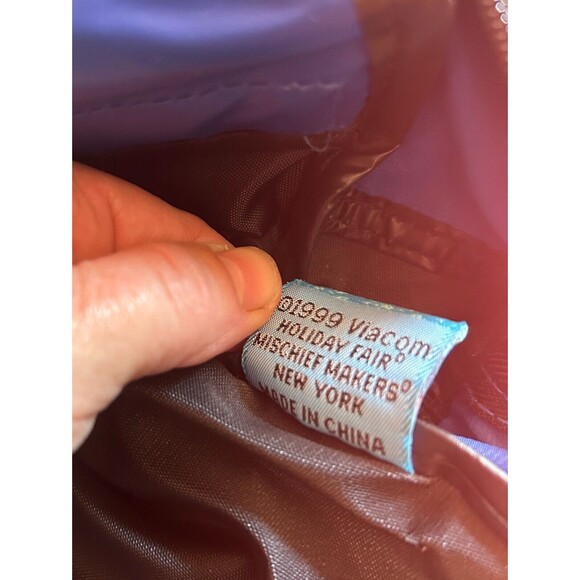 ©1999 Viacom
HOLIDAY FAIR®
MISCHIEF MAKERS®
NEW YORK
MADE IN CHINA